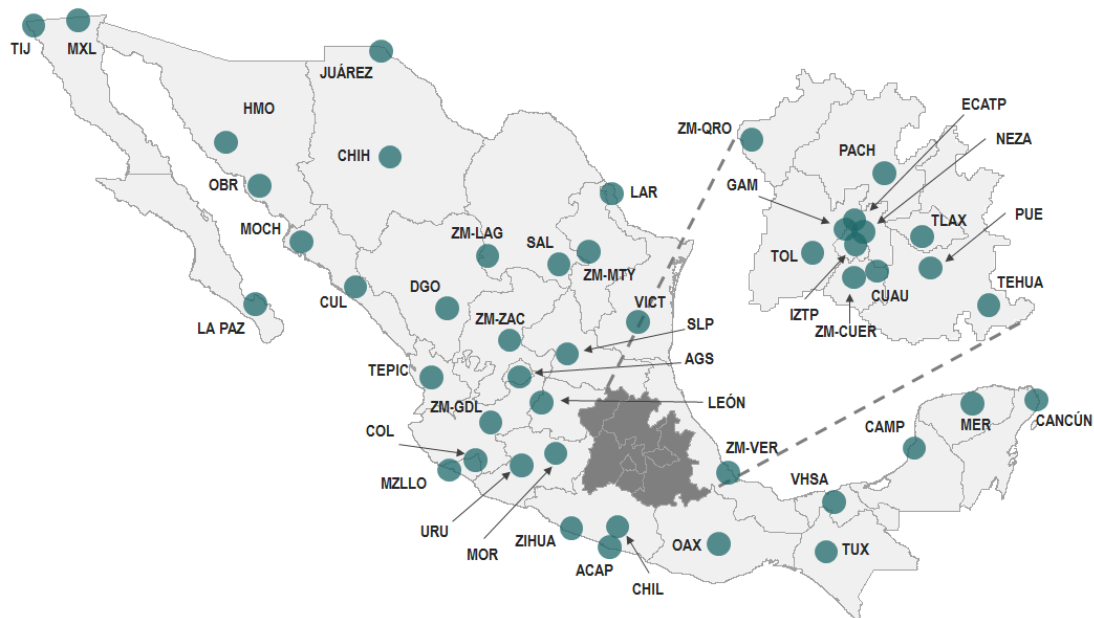 TIJ
MXL
JUÁREZ
HMO
CHIH
OBR
MOCH
LAR
ZM-LAG
SAL
ZM-MTY
CUL
DGO
VICT
LA PAZ
ZM-ZAC
SLP
TEPIC
AGS
ZM-GDL
LEÓN
COL
MZLLO
URU
MOR
ZIHUA
ACAP
CHIL
OAX
ZM-VER
VHSA
TUX
CAMP
MER
CANCÚN
ZM-QRO
ECATP
NEZA
PACH
GAM
TLAX
PUE
TOL
IZTP
CUAU
ZM-CUER
TEHUA